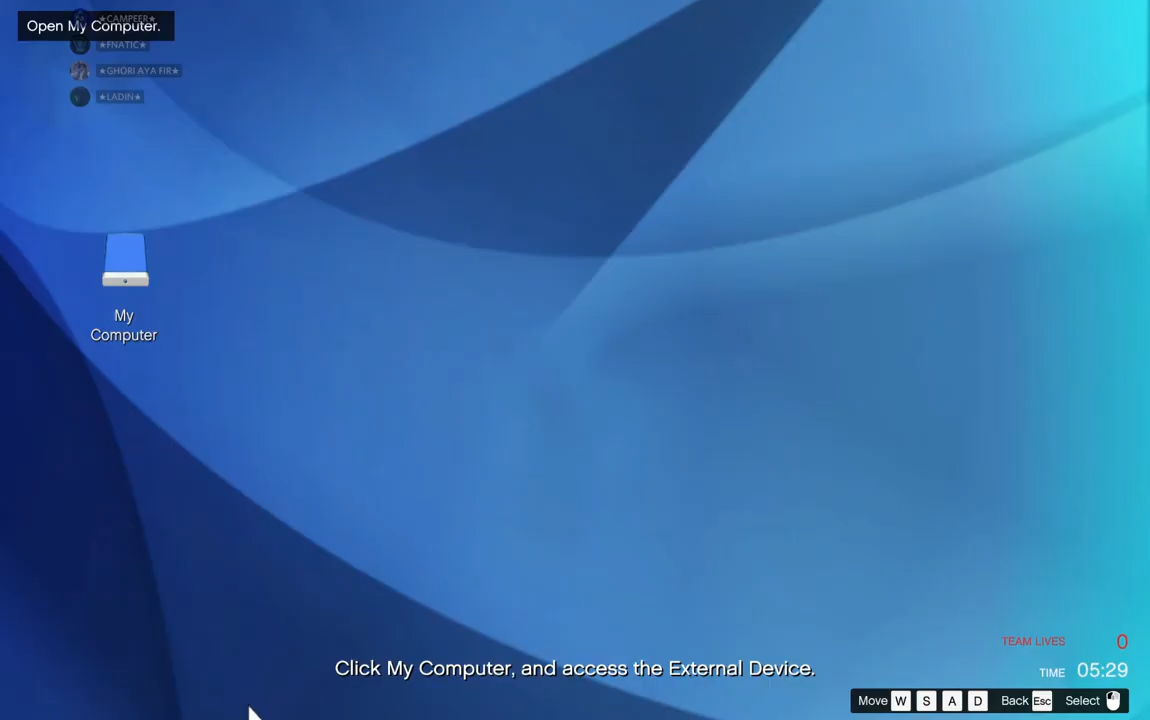 Open My Computer.
★CAMPEER★
★FNATIC★
★GHORI AYA FIR★
★LADIN★
My
Computer
Click My Computer, and access the External Device.
TEAM LIVES 0
TIME 05:29
Move W S A D Back Esc Select